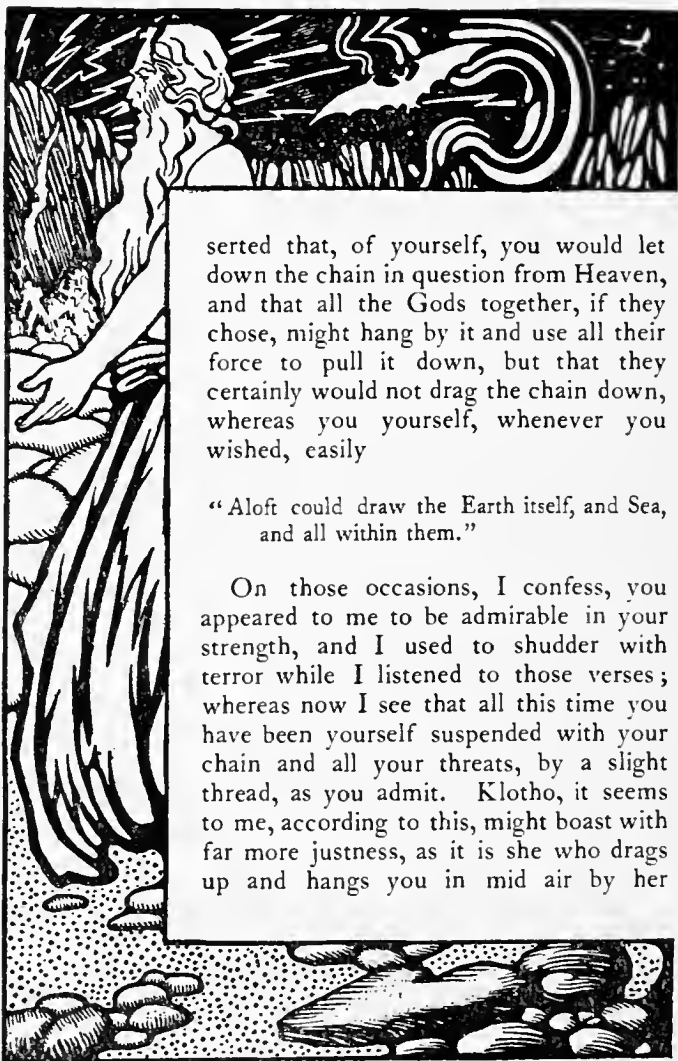 serted that, of yourself, you would let
down the chain in question from Heaven,
and that all the Gods together, if they
chose, might hang by it and use all their
force to pull it down, but that they
certainly would not drag the chain down,
whereas you yourself, whenever you
wished, easily
“Aloft could draw the Earth itself, and Sea,
and all within them.”
On those occasions, I confess, you
appeared to me to be admirable in your
strength, and I used to shudder with
terror while I listened to those verses;
whereas now I see that all this time you
have been yourself suspended with your
chain and all your threats, by a slight
thread, as you admit. Klotho, it seems
to me, according to this, might boast with
far more justness, as it is she who drags
up and hangs you in mid air by her